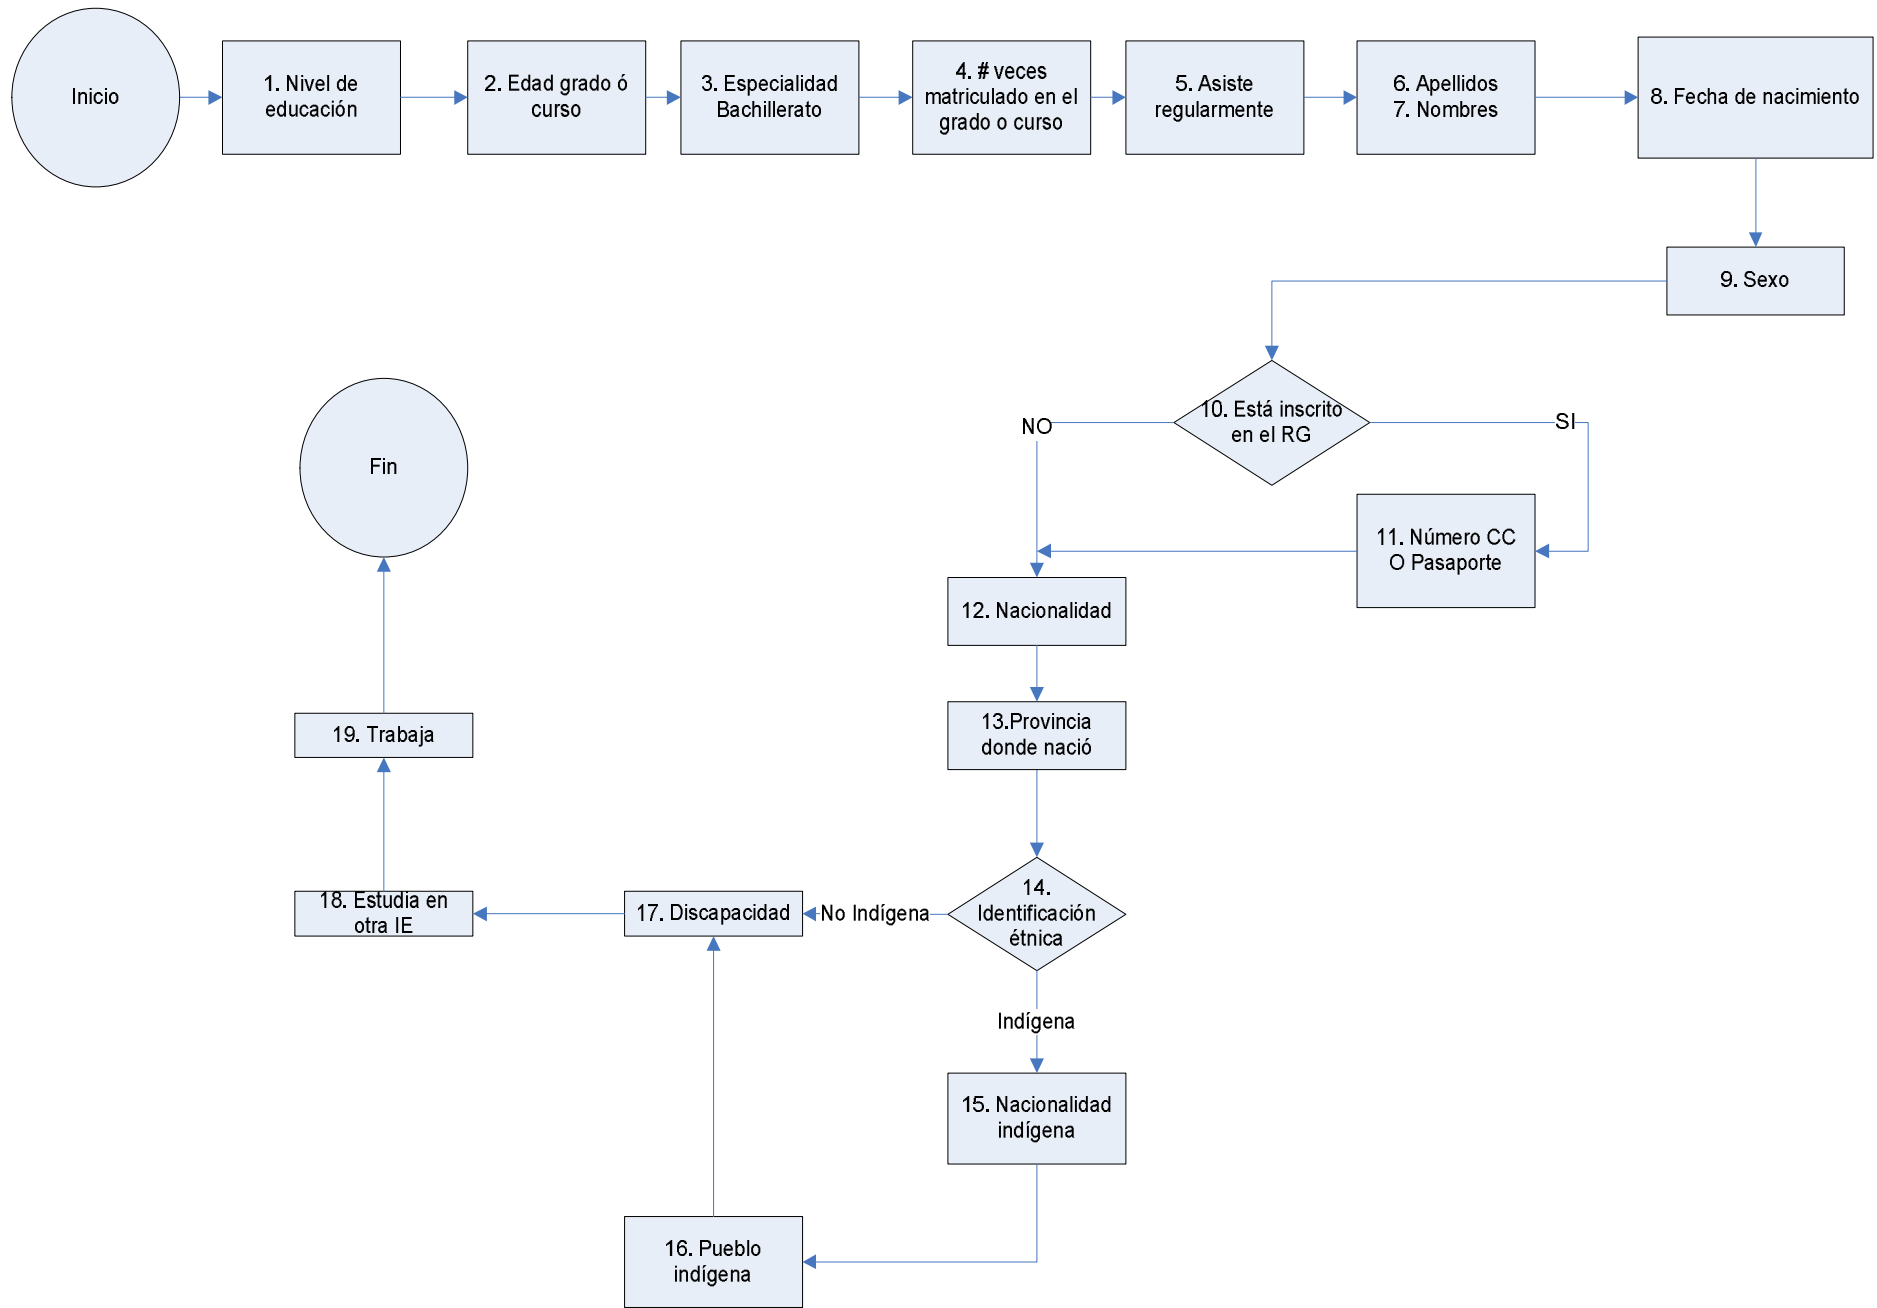 Inicio
1. Nivel de
educación
2. Edad grado ó
curso
3. Especialidad
Bachillerato
4. # veces
matriculado en el
grado o curso
5. Asiste
regularmente
6. Apellidos
7. Nombres
8. Fecha de nacimiento
9. Sexo
10. Está inscrito
en el RG
NO
SI
11. Número CC
O Pasaporte
12. Nacionalidad
13.Provincia
donde nació
14.
Identificación
étnica
No Indígena
Indígena
15. Nacionalidad
indígena
16. Pueblo
indígena
17. Discapacidad
18. Estudia en
otra IE
19. Trabaja
Fin